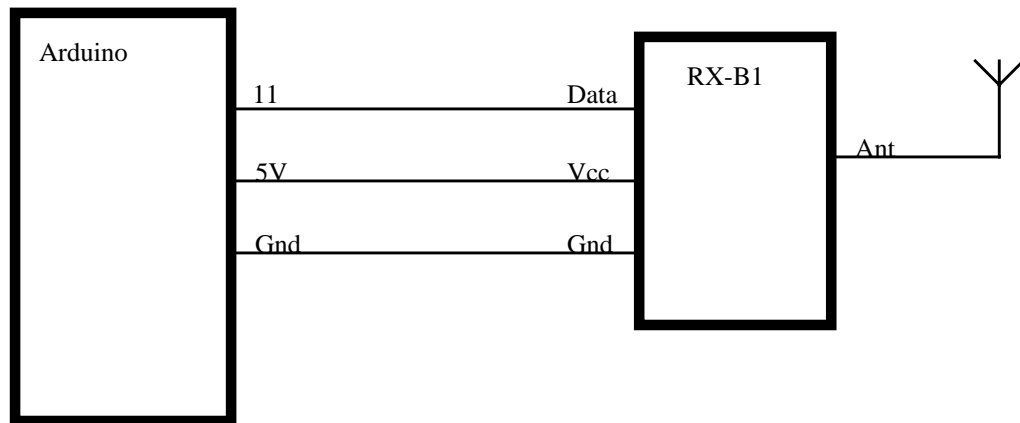 Arduino
RX-B1
11
Data
Ant
5V
Vcc
Gnd
Gnd